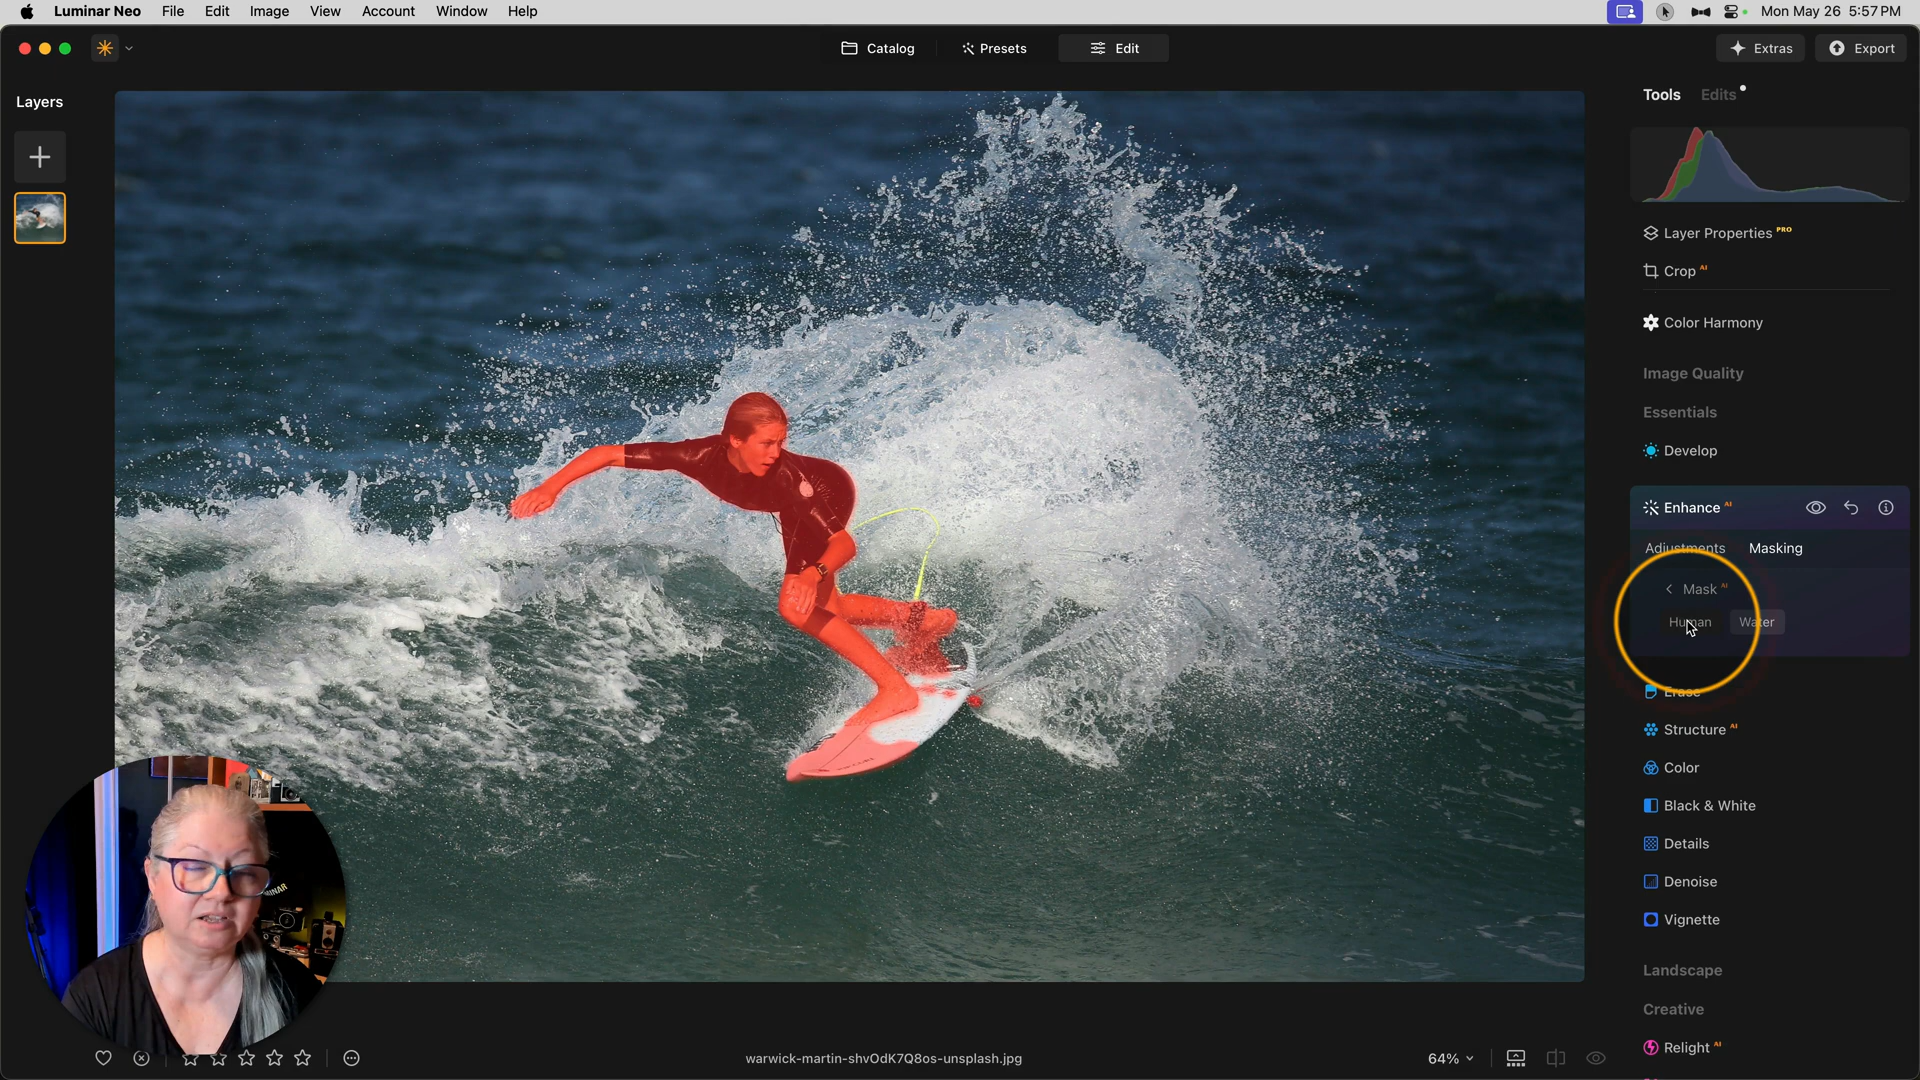 Luminar Neo File Edit Image View Account Window Help
Mon May 26 5:57 PM
Catalog
Presets
Edit
Extras
Export
Layers
Tools Edits
Layer Properties PRO
Crop AI
Color Harmony
Image Quality
Essentials
Develop
Enhance AI
Adjustments Masking
Mask AI
Human Water
Erase
Structure AI
Color
Black & White
Details
Denoise
Vignette
Landscape
Creative
Relight AI
warwick-martin-shvOdK7Q8os-unsplash.jpg
64%